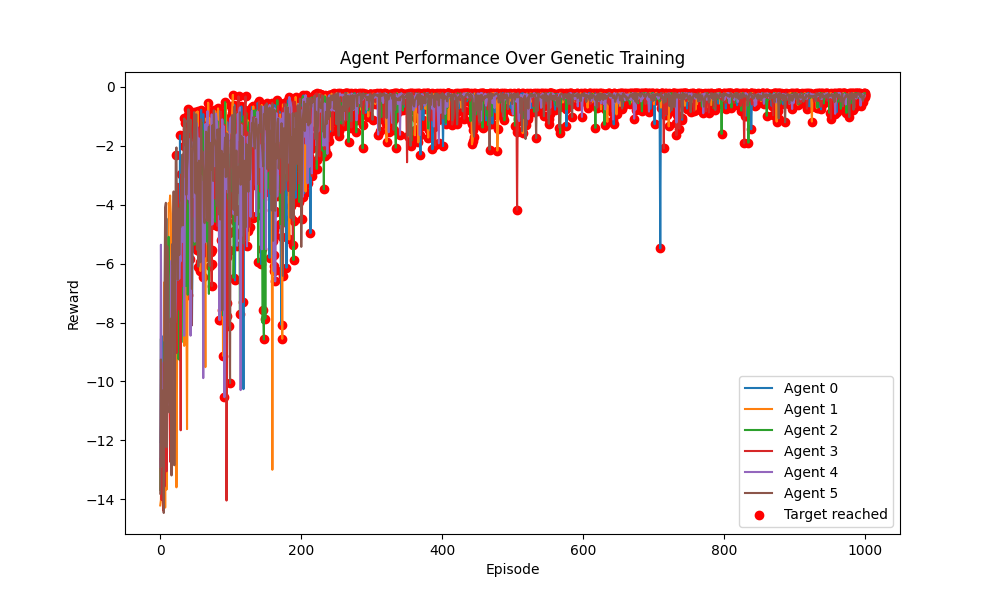 Agent Performance Over Genetic Training
Reward
0
−2
−4
−6
−8
−10
−12
−14
0 200 400 600 800 1000
Episode
Agent 0
Agent 1
Agent 2
Agent 3
Agent 4
Agent 5
Target reached